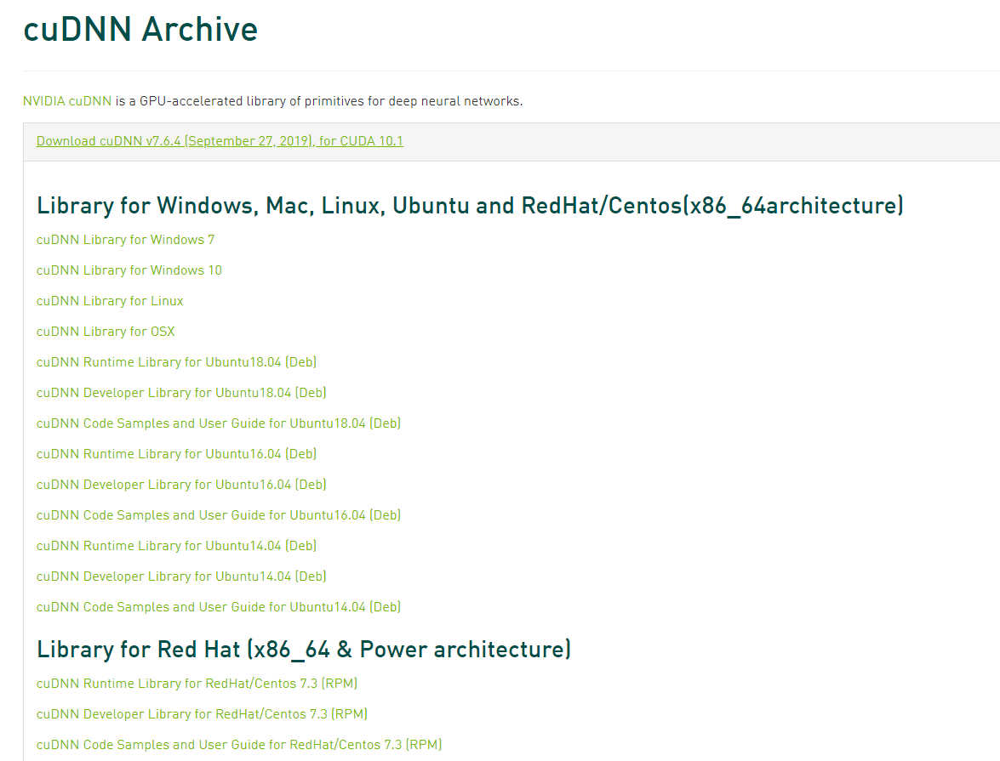 cuDNN Archive
NVIDIA cuDNN is a GPU-accelerated library of primitives for deep neural networks.
Download cuDNN v7.6.4 (September 27, 2019), for CUDA 10.1
Library for Windows, Mac, Linux, Ubuntu and RedHat/Centos(x86_64architecture)
cuDNN Library for Windows 7
cuDNN Library for Windows 10
cuDNN Library for Linux
cuDNN Library for OSX
cuDNN Runtime Library for Ubuntu18.04 (Deb)
cuDNN Developer Library for Ubuntu18.04 (Deb)
cuDNN Code Samples and User Guide for Ubuntu18.04 (Deb)
cuDNN Runtime Library for Ubuntu16.04 (Deb)
cuDNN Developer Library for Ubuntu16.04 (Deb)
cuDNN Code Samples and User Guide for Ubuntu16.04 (Deb)
cuDNN Runtime Library for Ubuntu14.04 (Deb)
cuDNN Developer Library for Ubuntu14.04 (Deb)
cuDNN Code Samples and User Guide for Ubuntu14.04 (Deb)
Library for Red Hat (x86_64 & Power architecture)
cuDNN Runtime Library for RedHat/Centos 7.3 (RPM)
cuDNN Developer Library for RedHat/Centos 7.3 (RPM)
cuDNN Code Samples and User Guide for RedHat/Centos 7.3 (RPM)